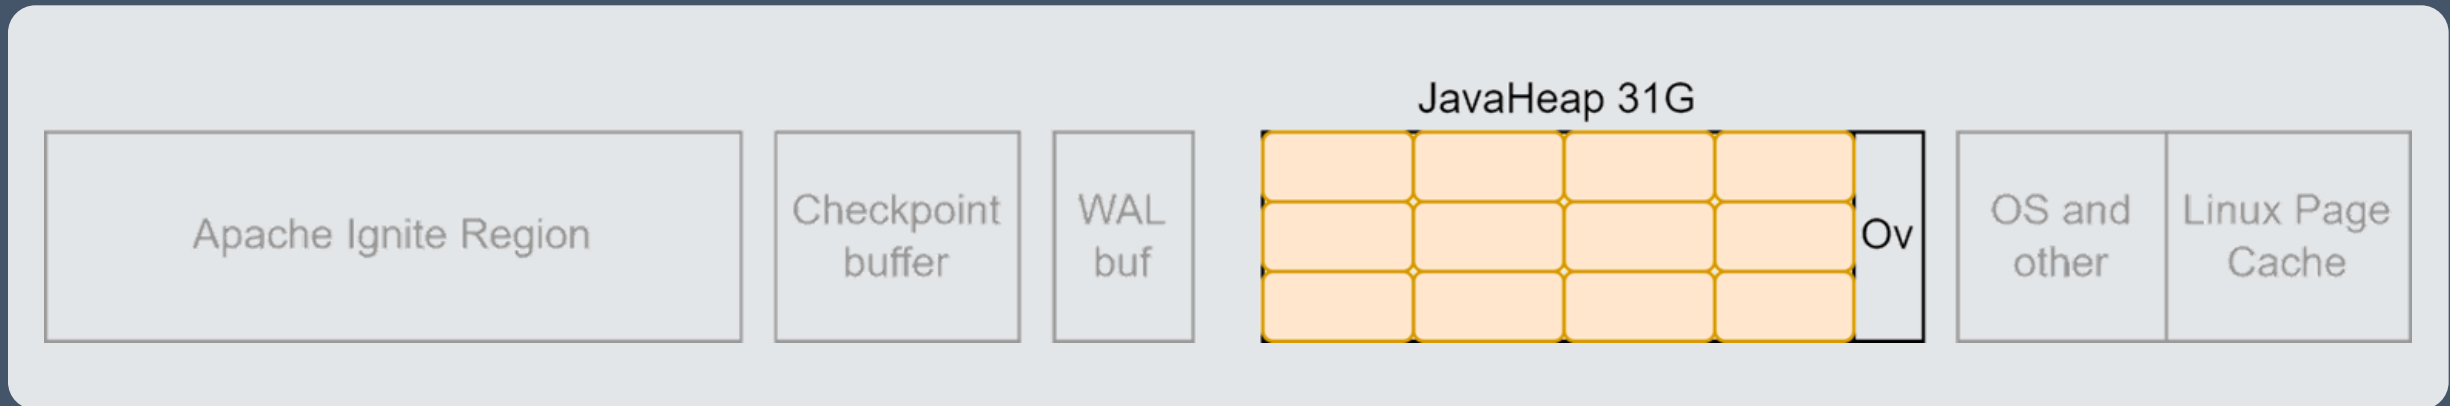 JavaHeap 31G
Apache Ignite Region
Checkpoint
buffer
WAL
buf
Ov
OS and
other
Linux Page
Cache